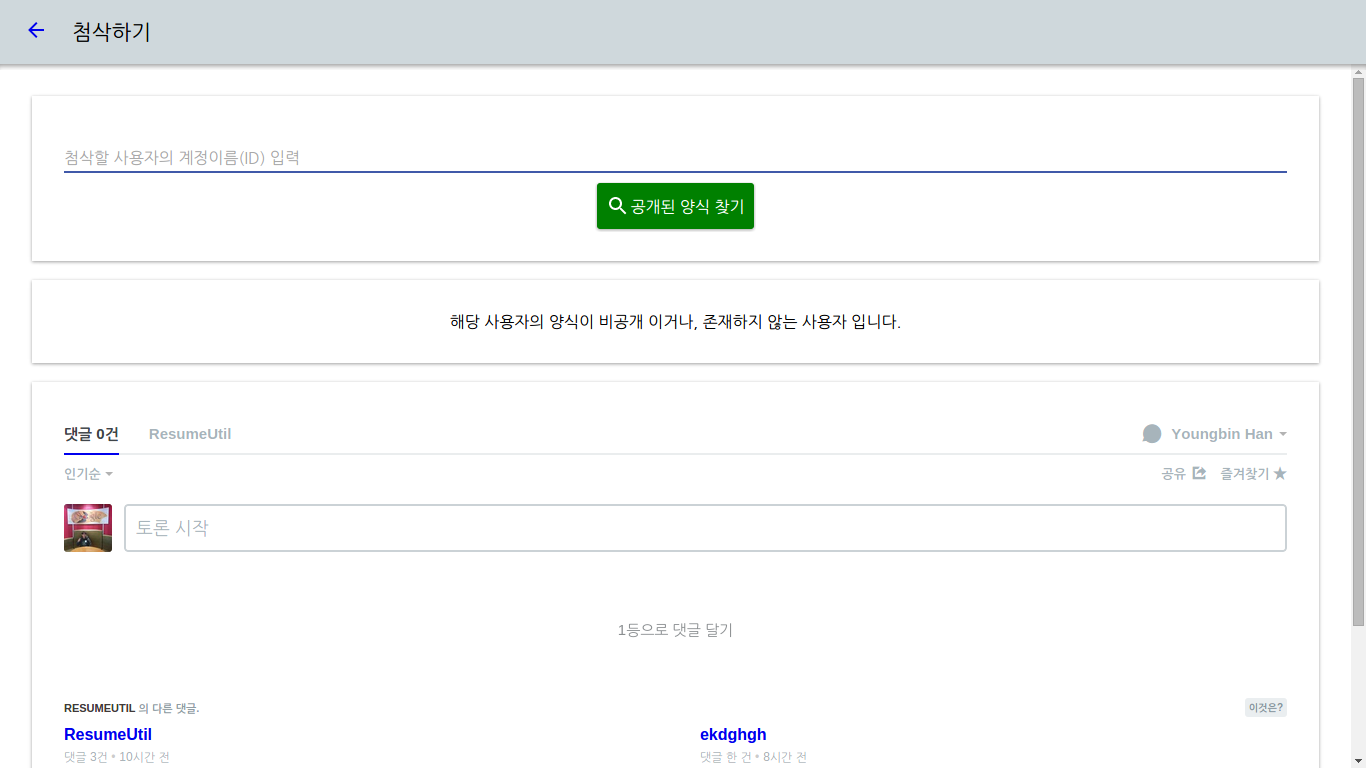 첨삭하기
첨삭할 사용자의 계정이름(ID) 입력
공개된 양식 찾기
해당 사용자의 양식이 비공개 이거나, 존재하지 않는 사용자 입니다.
댓글 0건 ResumeUtil Youngbin Han
인기순 공유 즐겨찾기
토론 시작
1등으로 댓글 달기
RESUMEUTIL 의 다른 댓글. 이것은?
ResumeUtil ekdghgh
댓글 3건 • 10시간 전 댓글 한 건 • 8시간 전